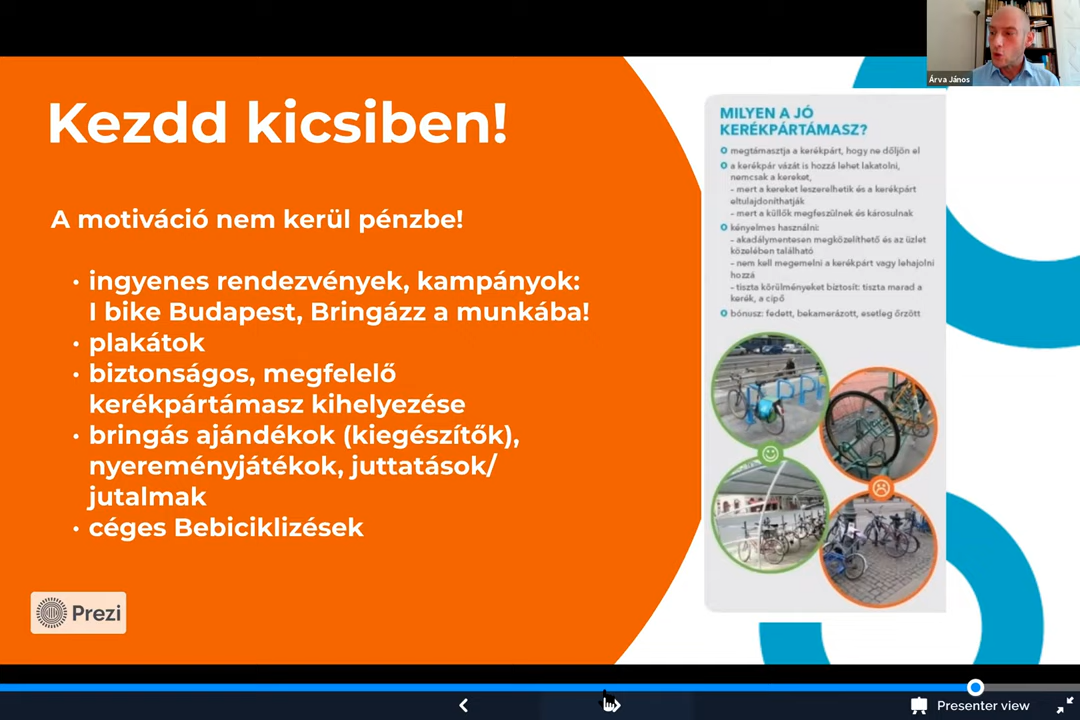 Árva János
Kezdd kicsiben!
A motiváció nem kerül pénzbe!
• ingyenes rendezvények, kampányok:
I bike Budapest, Bringázz a munkába!
• plakátok
• biztonságos, megfelelő
kerékpártámasz kihelyezése
• bringás ajándékok (kiegészítők),
nyereményjátékok, juttatások/
jutalmak
• céges Bebiciklizések
Prezi
MILYEN A JÓ
KERÉKPÁRTÁMASZ?
megtámasztja a kerékpárt, hogy ne dőljön el
a kerékpár vázát is hozzá lehet lakatolni,
nemcsak a kereket,
– mert a kereket leszerelhetik és a kerékpárt
eltulajdoníthatják
– mert a küllők megfeszülnek és károsulnak
kényelmes használni:
– akadálymentesen megközelíthető és az üzlet
közelében található
– nem kell megemelni a kerékpárt vagy lehajolni
hozzá
– tiszta körülményeket biztosít: tiszta marad a
kerék, a cipő
bónusz: fedett, bekamerázott, esetleg őrzött
Presenter view